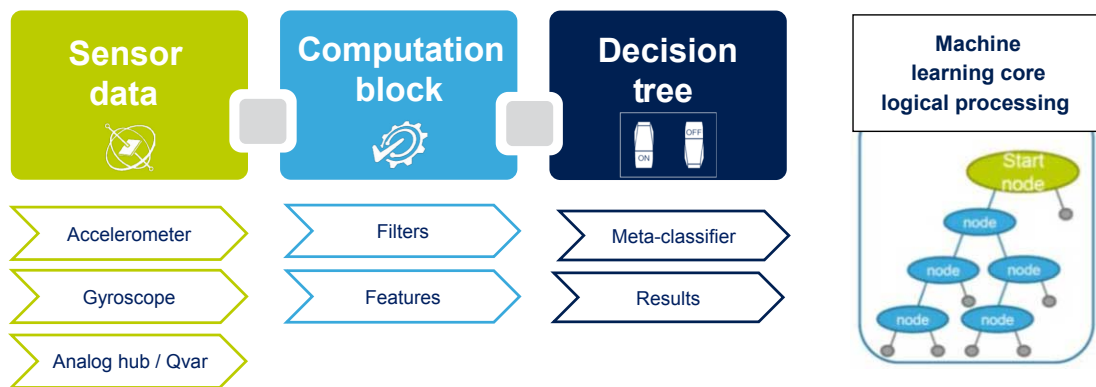 Sensor
data
Accelerometer
Gyroscope
Analog hub / Qvar
Computation
block
Filters
Features
Decision
tree
ON
OFF
Meta-classifier
Results
Machine
learning core
logical processing
Start
node
node
node
node
node
node